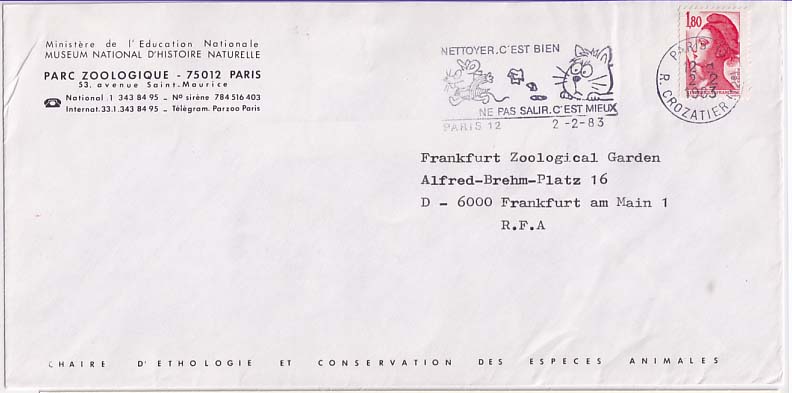 Ministère de l'Education Nationale
MUSEUM NATIONAL D'HISTOIRE NATURELLE
PARC ZOOLOGIQUE - 75012 PARIS
53, avenue Saint-Maurice
National .1 343 84 95 – Nº sirène 784 516 403
Internat.33.1.343 84 95 – Télégram. Parzoo Paris
NETTOYER.C'EST BIEN
NE PAS SALIR.C'EST MIEUX
PARIS 12 2 -2-83
1,80
PARIS
2-2
1983
R. CROZATIER
Frankfurt Zoological Garden
Alfred-Brehm-Platz 16
D - 6000 Frankfurt am Main 1
R.F.A
CHAIRE D'ETHOLOGIE ET CONSERVATION DES ESPECES ANIMALES